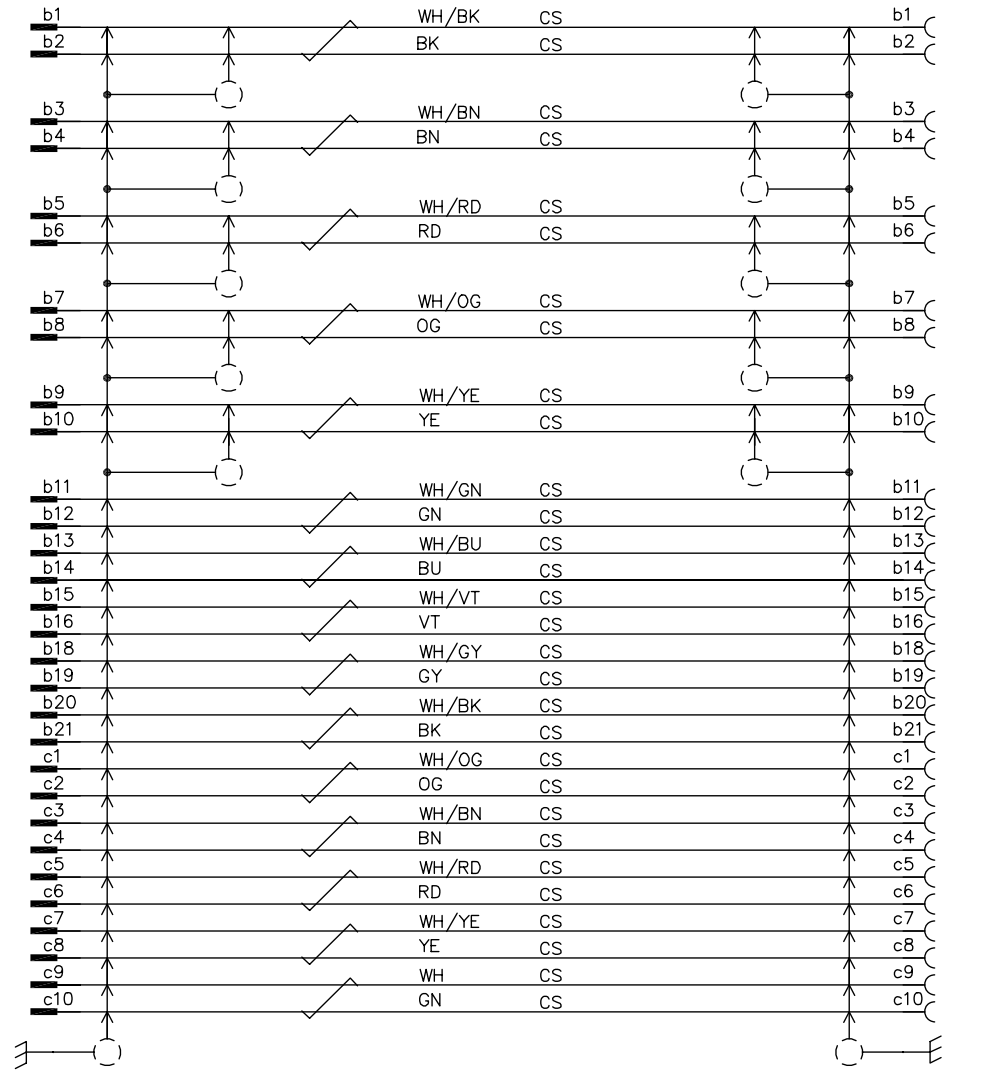 b1 WH/BK CS b1
b2 BK CS b2
b3 WH/BN CS b3
b4 BN CS b4
b5 WH/RD CS b5
b6 RD CS b6
b7 WH/OG CS b7
b8 OG CS b8
b9 WH/YE CS b9
b10 YE CS b10
b11 WH/GN CS b11
b12 GN CS b12
b13 WH/BU CS b13
b14 BU CS b14
b15 WH/VT CS b15
b16 VT CS b16
b18 WH/GY CS b18
b19 GY CS b19
b20 WH/BK CS b20
b21 BK CS b21
c1 WH/OG CS c1
c2 OG CS c2
c3 WH/BN CS c3
c4 BN CS c4
c5 WH/RD CS c5
c6 RD CS c6
c7 WH/YE CS c7
c8 YE CS c8
c9 WH CS c9
c10 GN CS c10